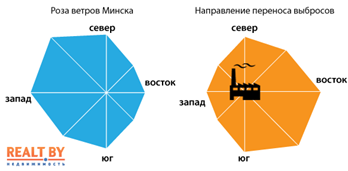 Роза ветров Минска
север
восток
запад
юг
Направление переноса выбросов
север
восток
запад
юг
REALT BY
недвижимость